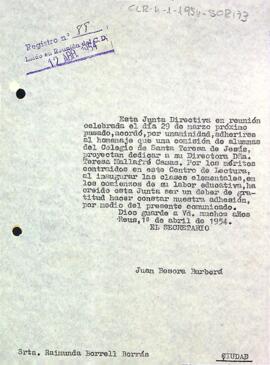 CLR-4-1-1954-SOR173
Registro n.º 88
Leído en Reunión del C.D.
12 ABR. 1954
Esta Junta Directiva en reunión
celebrada el día 29 de marzo próximo
pasado, acordó, por unanimidad, adherirse
al homenaje que una comisión de alumnas
del Colegio de Santa Teresa de Jesús,
proyectan dedicar a su Directora Dña.
Teresa Mallafré Casas. Por los méritos
contraidos en este Centro de Lectura,
al inaugurar las clases elementales, en
los comienzos de su labor educativa, ha
creido esta Junta ser un deber de gra-
titud hacer constar nuestra adhesión,
por medio del presente comunicado.
Dios guarde a Vd. muchos años
Reus, 1º de abril de 1954.
EL SECRETARIO
Juan Besora Barberá
Srta. Raimunda Borrell Borrás
CIUDAD